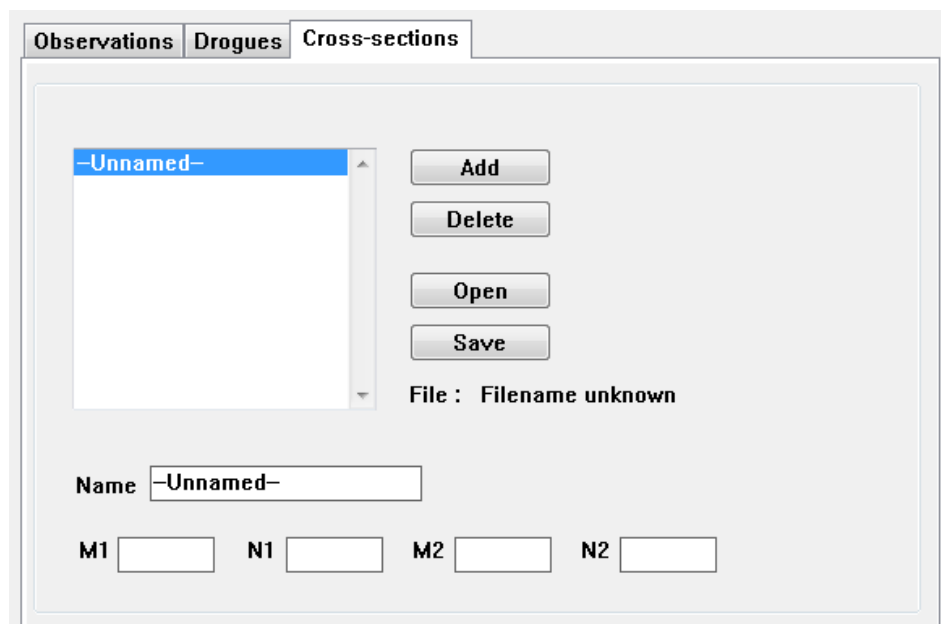 Observations Drogues Cross-sections
–Unnamed–
Add
Delete
Open
Save
File : Filename unknown
Name –Unnamed–
M1 N1 M2 N2